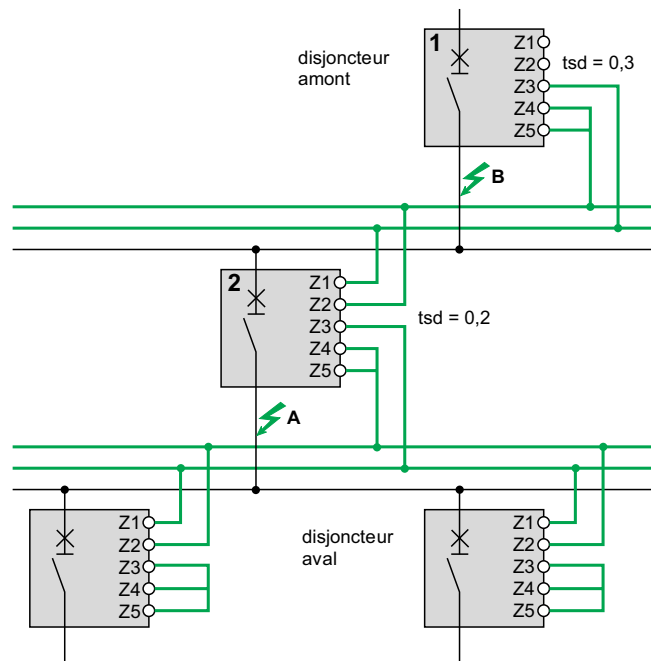 1
Z1
Z2
Z3
Z4
Z5
disjoncteur
amont
tsd = 0,3
B
2
Z1
Z2
Z3
Z4
Z5
tsd = 0,2
A
Z1
Z2
Z3
Z4
Z5
disjoncteur
aval
Z1
Z2
Z3
Z4
Z5